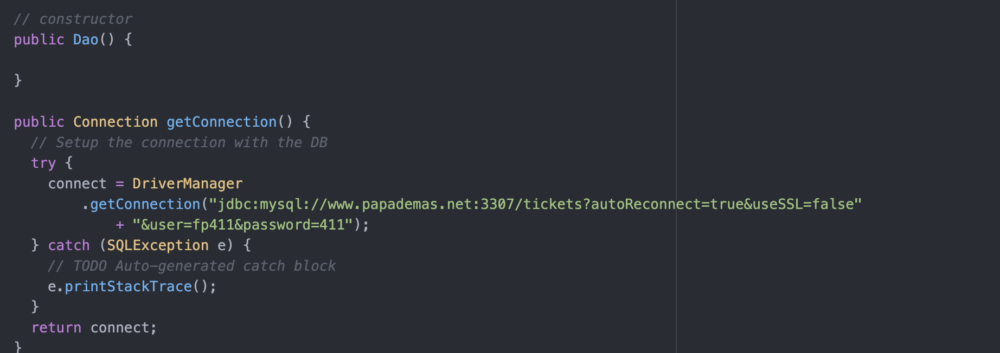 // constructor
public Dao() {
}
public Connection getConnection() {
// Setup the connection with the DB
try {
connect = DriverManager
.getConnection("jdbc:mysql://www.papademas.net:3307/tickets?autoReconnect=true&useSSL=false"
+ "&user=fp411&password=411");
} catch (SQLException e) {
// TODO Auto-generated catch block
e.printStackTrace();
}
return connect;
}